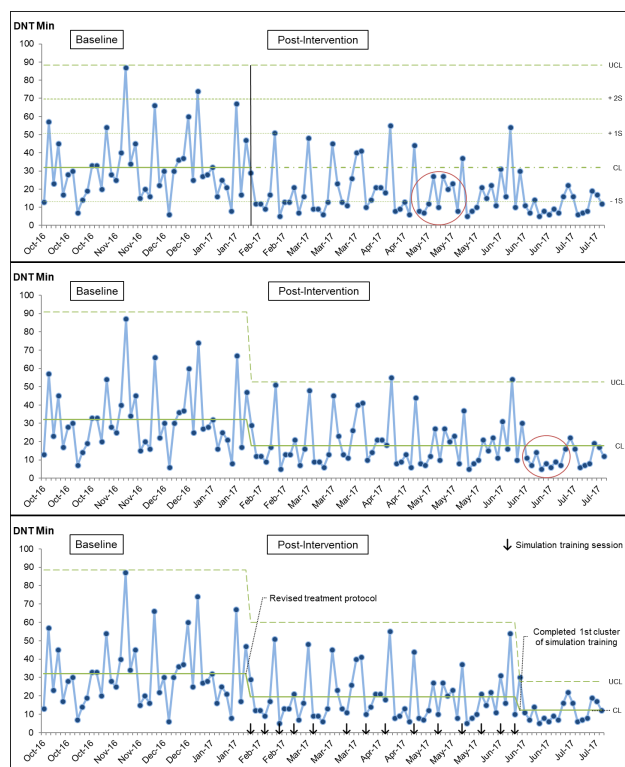 DNT Min
Baseline
Post-Intervention
100
90
80
70
60
50
40
30
20
10
0
UCL
+ 2S
+ 1S
CL
- 1S
Oct-16 Oct-16 Oct-16 Nov-16 Nov-16 Dec-16 Dec-16 Jan-17 Jan-17 Feb-17 Feb-17 Mar-17 Mar-17 Mar-17 Apr-17 Apr-17 May-17 May-17 May-17 Jun-17 Jun-17 Jun-17 Jul-17 Jul-17
DNT Min
Baseline
Post-Intervention
100
90
80
70
60
50
40
30
20
10
0
UCL
CL
Oct-16 Oct-16 Oct-16 Nov-16 Nov-16 Dec-16 Dec-16 Jan-17 Jan-17 Feb-17 Feb-17 Mar-17 Mar-17 Mar-17 Apr-17 Apr-17 May-17 May-17 May-17 Jun-17 Jun-17 Jun-17 Jul-17 Jul-17
DNT Min
Baseline
Post-Intervention
Simulation training session
100
90
80
70
60
50
40
30
20
10
0
Revised treatment protocol
Completed 1st cluster
of simulation training
UCL
CL
Oct-16 Oct-16 Oct-16 Nov-16 Nov-16 Dec-16 Dec-16 Jan-17 Jan-17 Feb-17 Feb-17 Mar-17 Mar-17 Mar-17 Apr-17 Apr-17 May-17 May-17 May-17 Jun-17 Jun-17 Jun-17 Jul-17 Jul-17